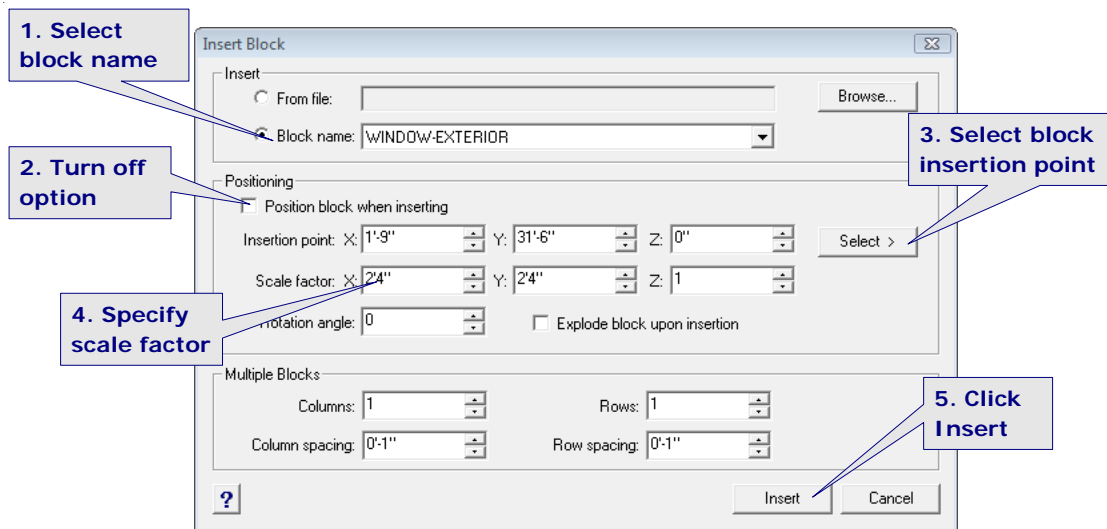 1. Select
block name
Insert Block
Insert
From file:
Browse...
Block name: WINDOW-EXTERIOR
3. Select block
insertion point
2. Turn off
option
Positioning
Position block when inserting
Insertion point: X: 1'-9" Y: 31'-6" Z: 0" Select >
Scale factor: X: 2'4" Y: 2'4" Z: 1
4. Specify
scale factor
angle: 0 Explode block upon insertion
Multiple Blocks
Columns: 1 Rows: 1
Column spacing: 0'-1" Row spacing: 0'-1"
5. Click
Insert
? Insert Cancel